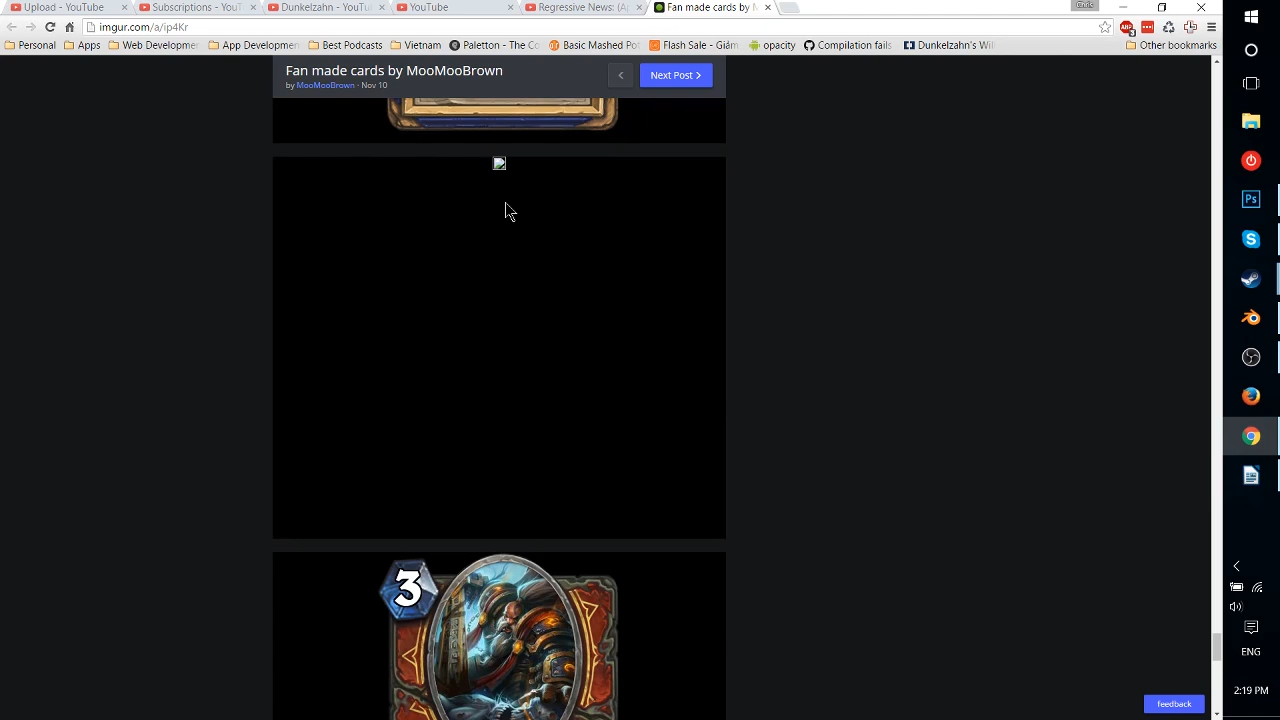 Upload - YouTube
Subscriptions - YouT
Dunkelzahn - YouTu
YouTube
Regressive News: (A
Fan made cards by M
imgur.com/a/ip4Kr
Personal
Apps
Web Developmen
App Developmen
Best Podcasts
Vietnam
Paletton - The Co
Basic Mashed Pot
Flash Sale - Giảm
opacity
Compilation fails
Dunkelzahn's Wil
Other bookmarks
Fan made cards by MooMooBrown
by MooMooBrown - Nov 10
Next Post
3
Ps
ENG
2:19 PM
feedback